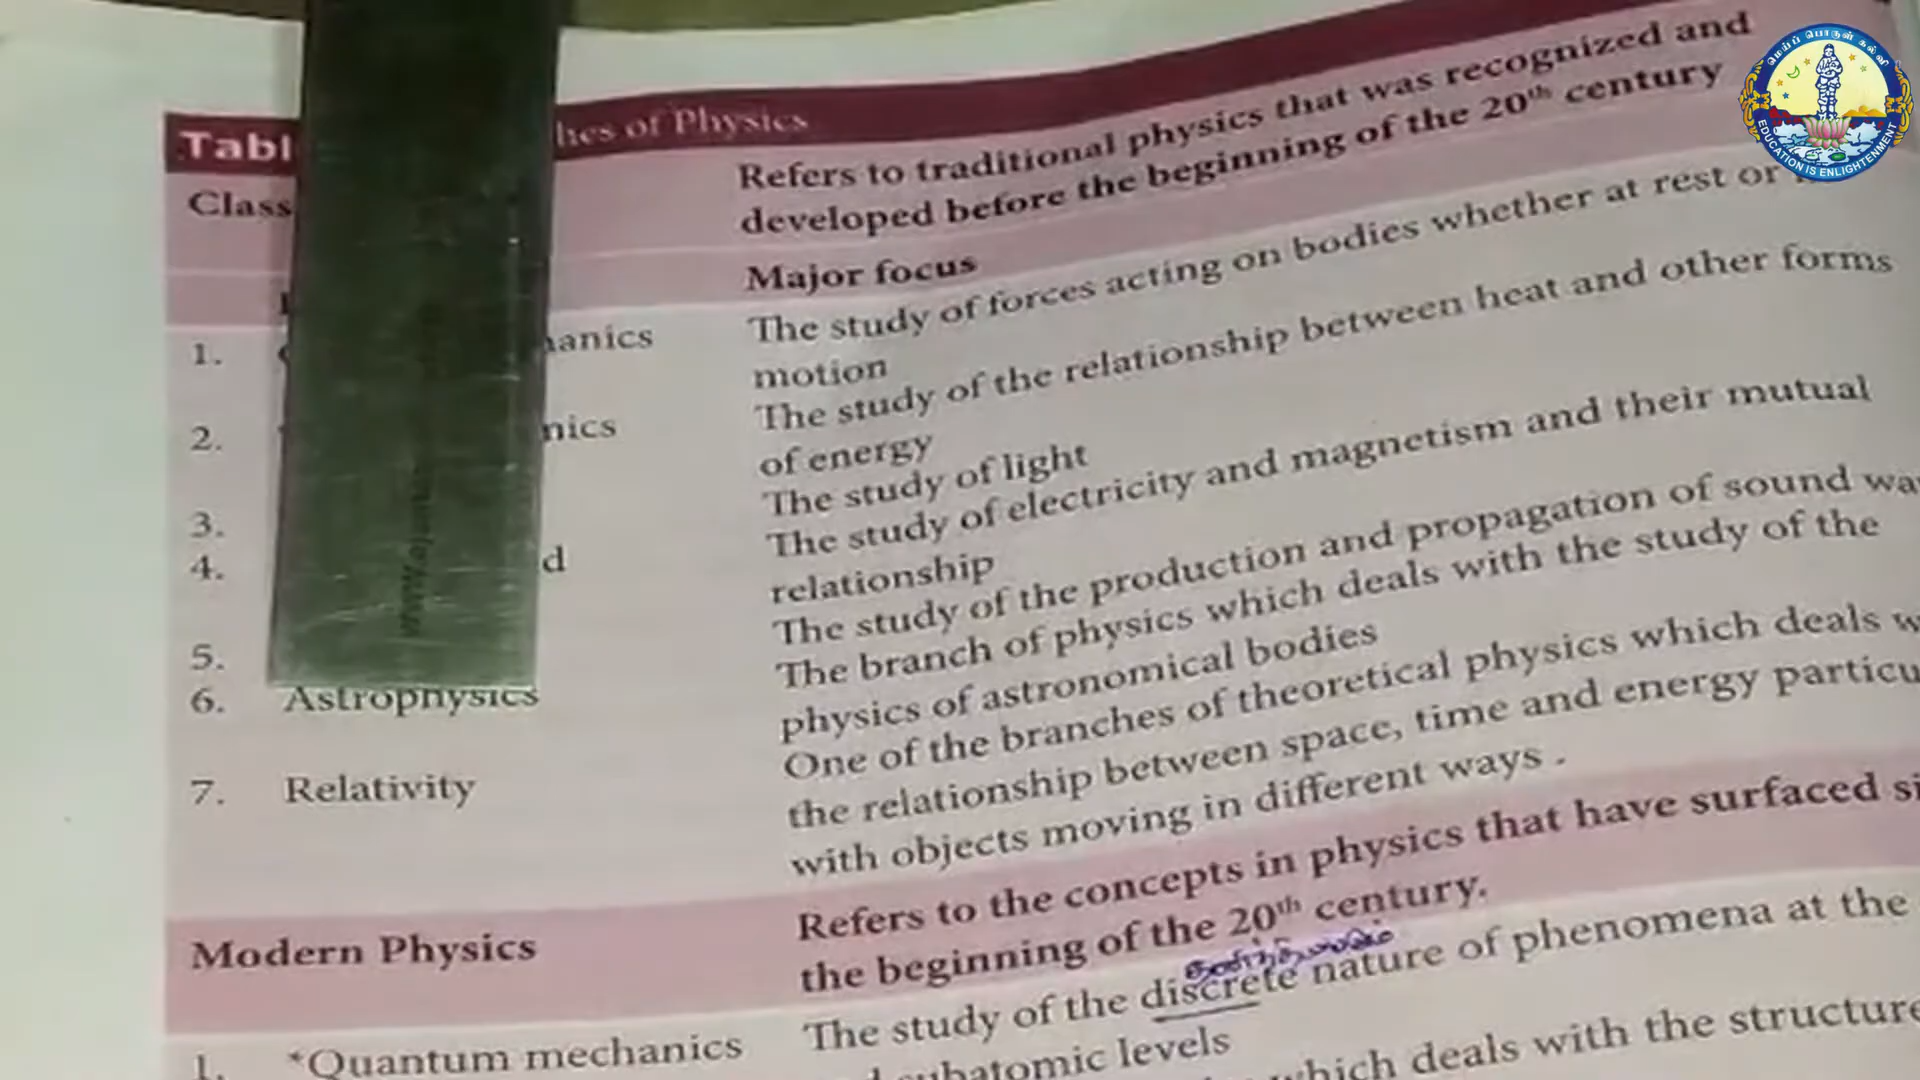 மெய்ப் பொருள் கல்வி
EDUCATION IS ENLIGHTENMENT
Tabl hes of Physics
Class Refers to traditional physics that was recognized and
developed before the beginning of the 20th century
Major focus
1. hanics The study of forces acting on bodies whether at rest or
motion
2. nics The study of the relationship between heat and other forms
of energy
3. The study of light
4. d The study of electricity and magnetism and their mutual
relationship
5. The study of the production and propagation of sound wa
6. Astrophysics The branch of physics which deals with the study of the
physics of astronomical bodies
7. Relativity One of the branches of theoretical physics which deals w
the relationship between space, time and energy particu
with objects moving in different ways .
Modern Physics Refers to the concepts in physics that have surfaced si
the beginning of the 20th century.
1. *Quantum mechanics The study of the discrete nature of phenomena at the
subatomic levels
which deals with the structure